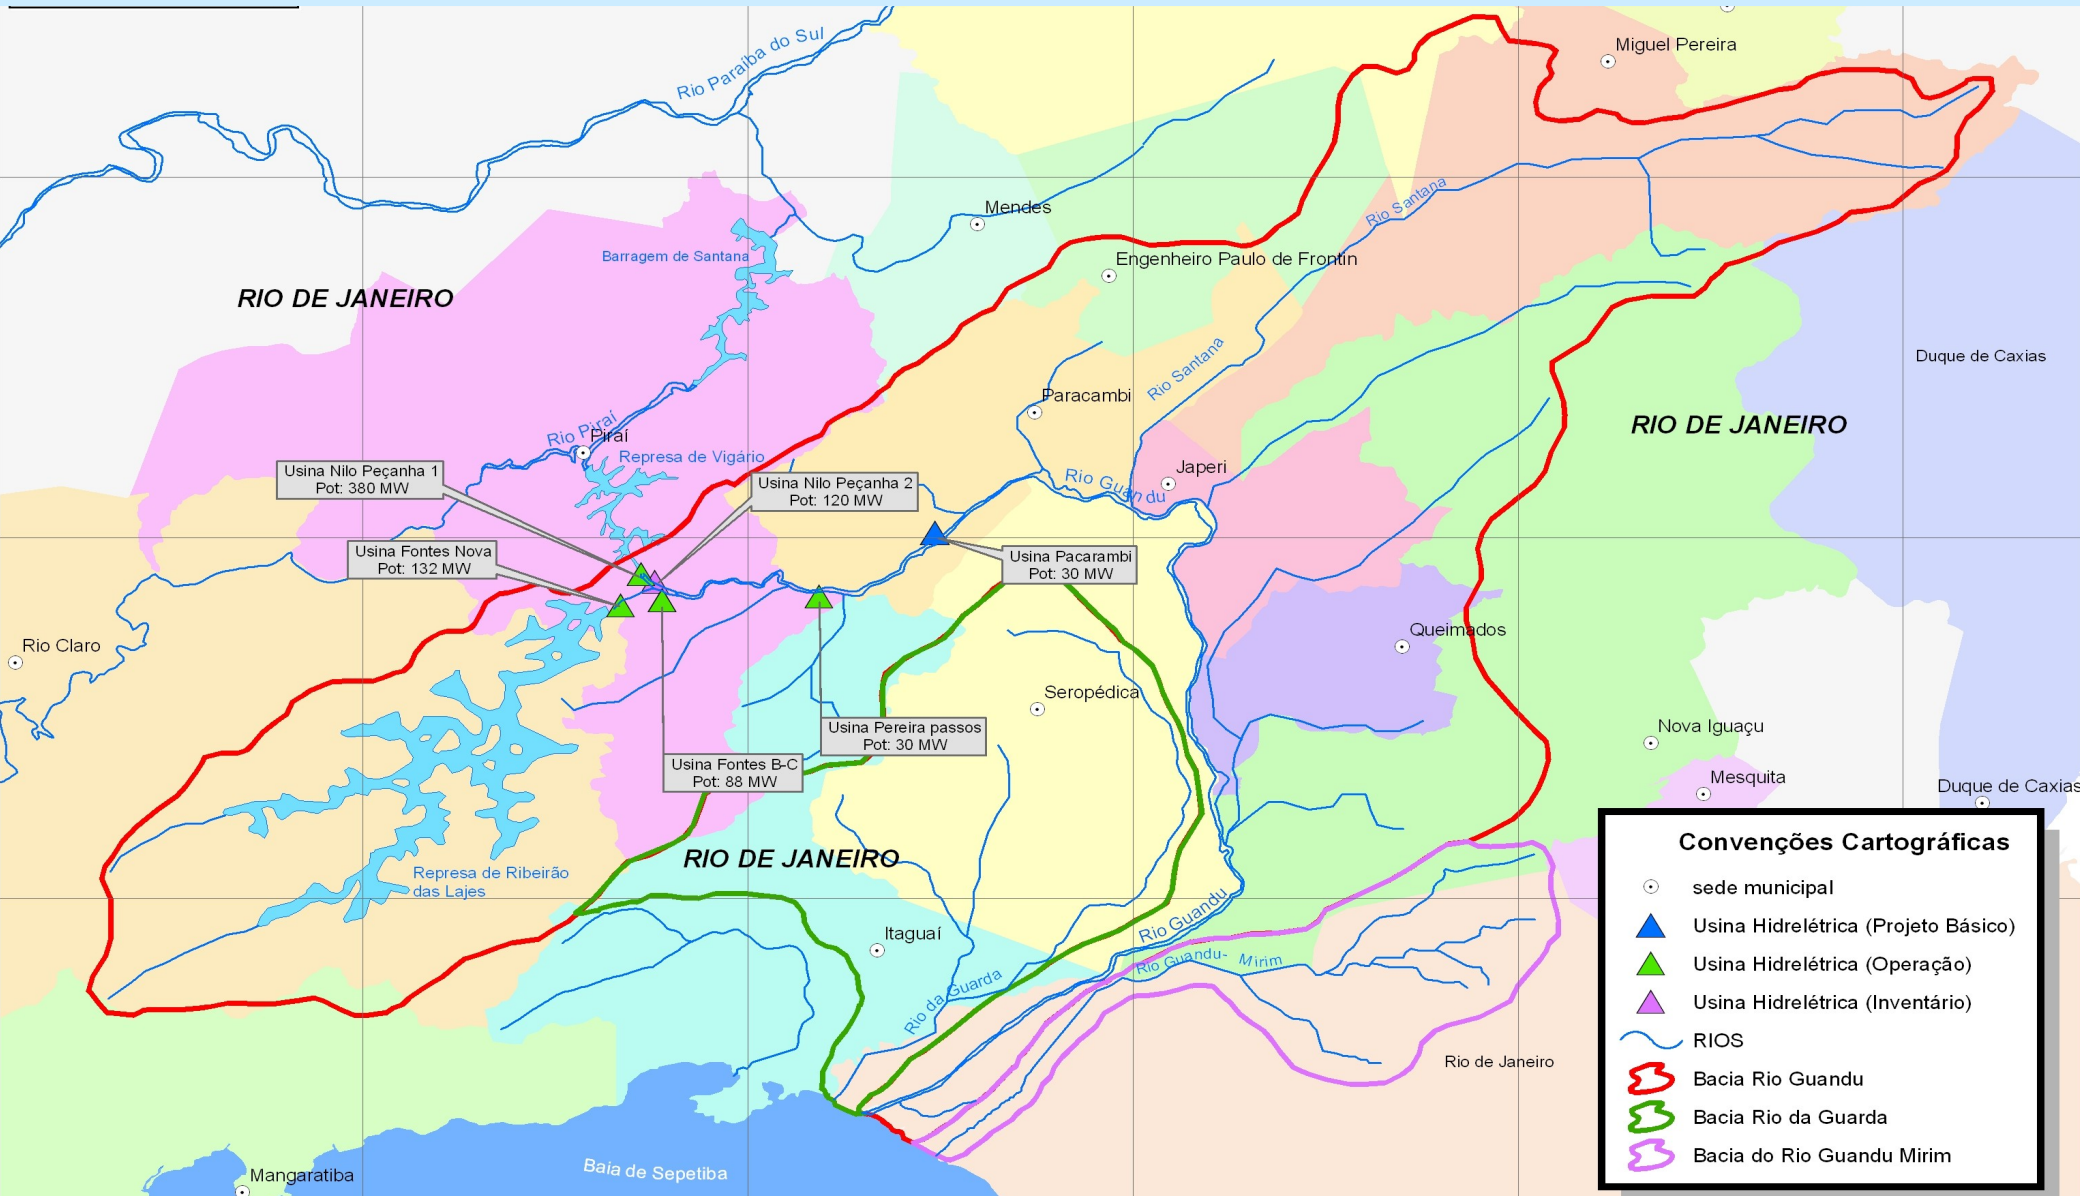 Rio Paraíba do Sul
Miguel Pereira
Mendes
Rio Santana
Barragem de Santana
Engenheiro Paulo de Frontin
RIO DE JANEIRO
Duque de Caxias
Rio Santana
Paracambi
RIO DE JANEIRO
Rio Piraí
Piraí
Represa de Vigário
Japeri
Rio Guandu
Usina Nilo Peçanha 1
Pot: 380 MW
Usina Nilo Peçanha 2
Pot: 120 MW
Usina Fontes Nova
Pot: 132 MW
Usina Pacarambi
Pot: 30 MW
Rio Claro
Queimados
Seropédica
Usina Pereira passos
Pot: 30 MW
Nova Iguaçu
Usina Fontes B-C
Pot: 88 MW
Mesquita
Duque de Caxias
RIO DE JANEIRO
Represa de Ribeirão
das Lajes
Itaguaí
Rio Guandu
Rio Guandu- Mirim
Rio da Guarda
Rio de Janeiro
Baia de Sepetiba
Mangaratiba
Convenções Cartográficas
sede municipal
Usina Hidrelétrica (Projeto Básico)
Usina Hidrelétrica (Operação)
Usina Hidrelétrica (Inventário)
RIOS
Bacia Rio Guandu
Bacia Rio da Guarda
Bacia do Rio Guandu Mirim